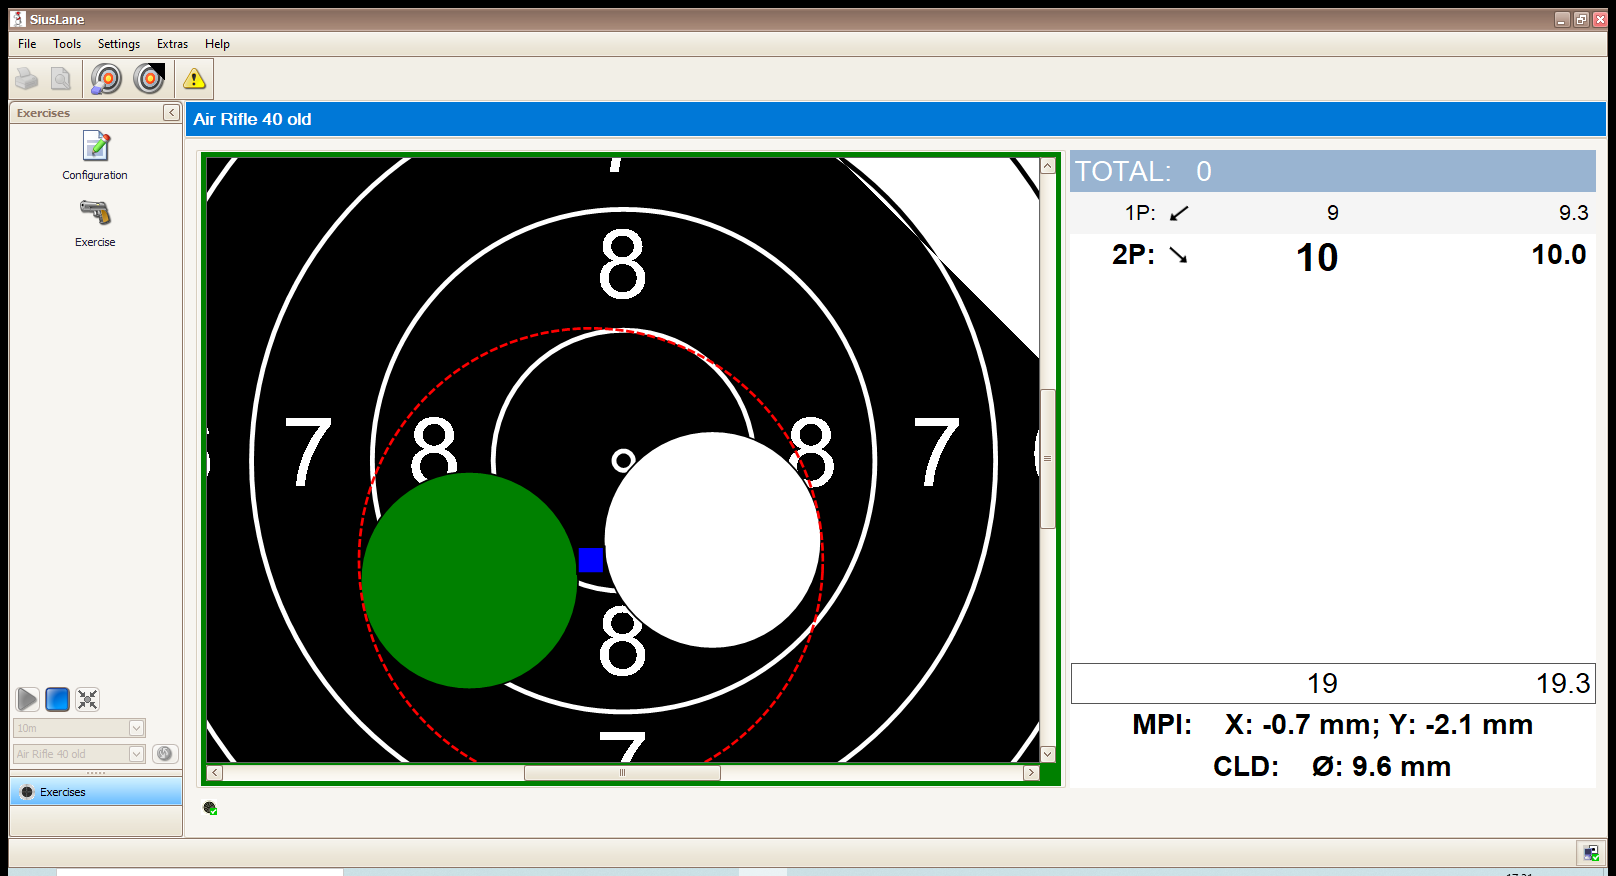 SiusLane
File Tools Settings Extras Help
Exercises
Configuration
Exercise
10m
Air Rifle 40 old
Exercises
Air Rifle 40 old
7
8
7 8 8 7
8
7
TOTAL: 0
1P: 9 9.3
2P: 10 10.0
19 19.3
MPI: X: -0.7 mm; Y: -2.1 mm
CLD: Ø: 9.6 mm